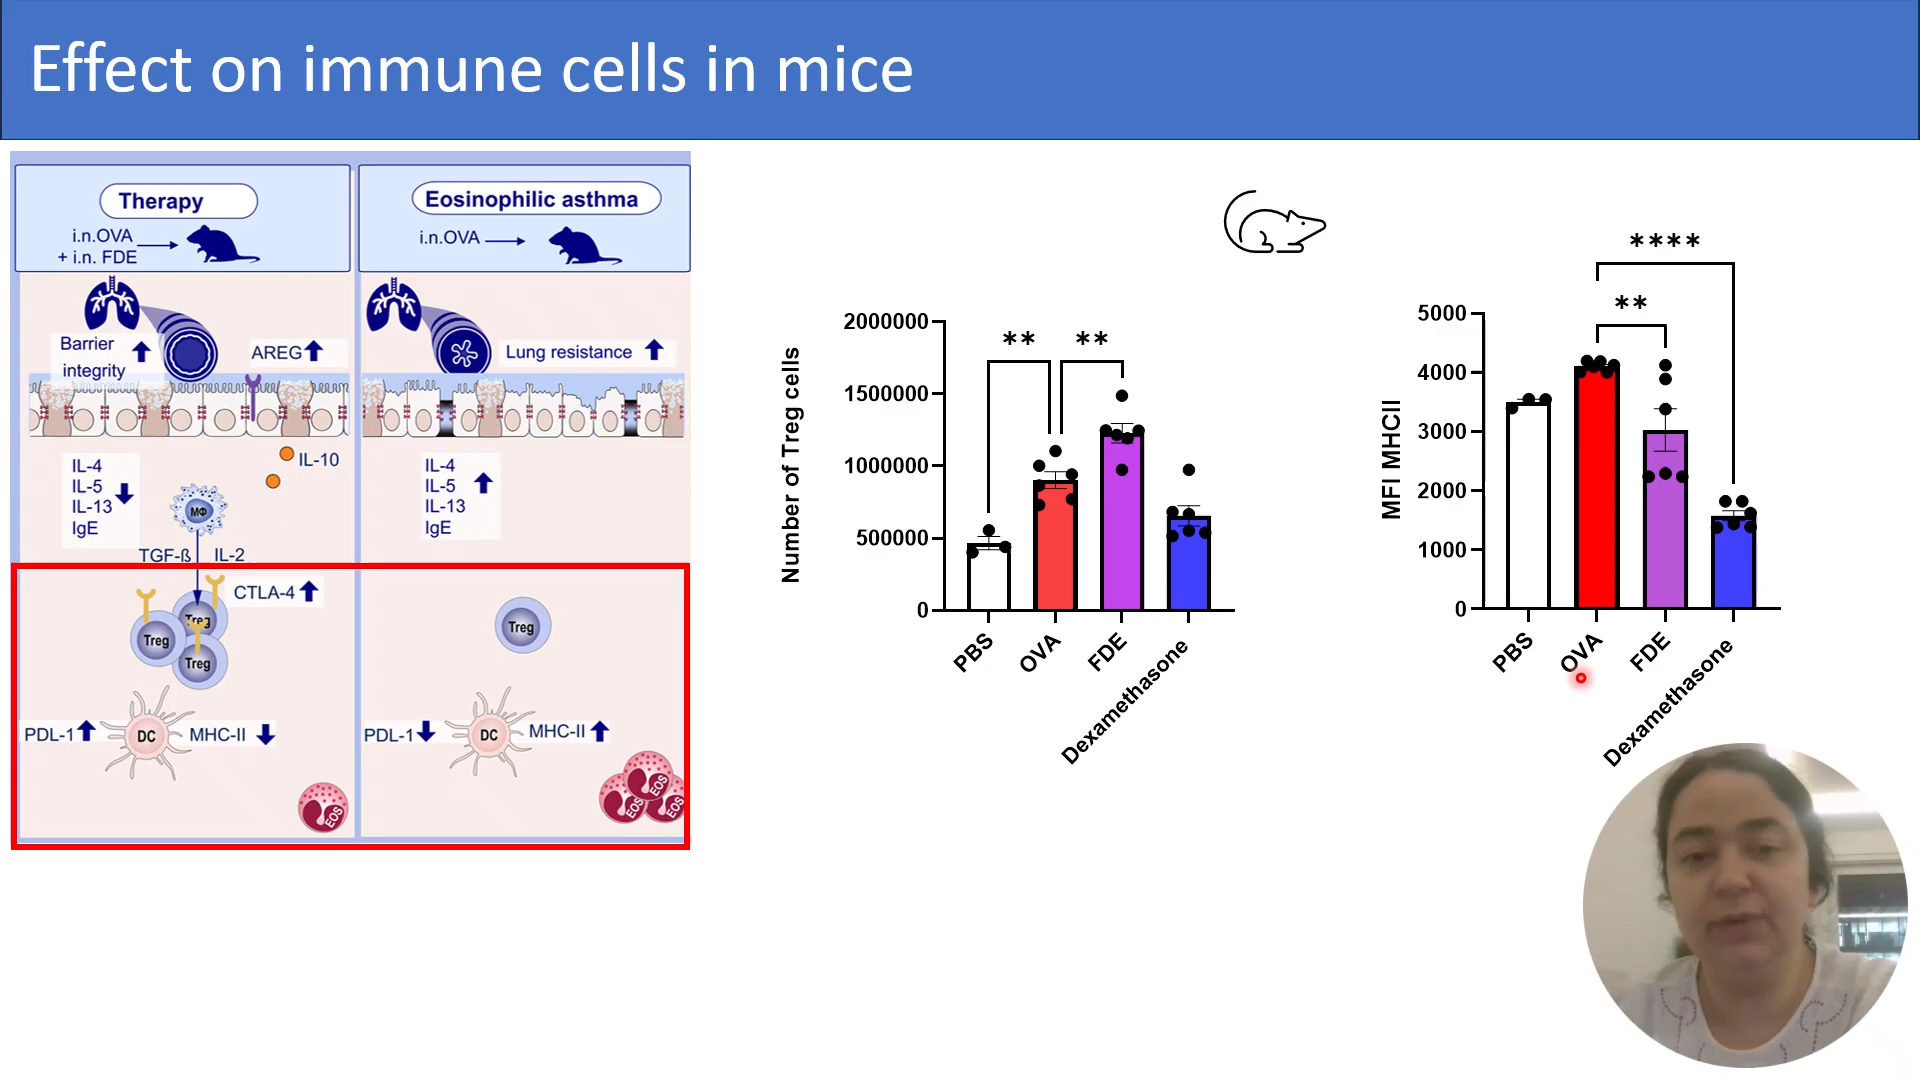 Effect on immune cells in mice
Therapy
i.n.OVA
+ i.n. FDE
Barrier
integrity
AREG
IL-10
IL-4
IL-5
IL-13
IgE
MΦ
TGF-ß IL-2
CTLA-4
Treg
Treg
Treg
PDL-1
DC
MHC-II
EOS
Eosinophilic asthma
i.n.OVA
Lung resistance
IL-4
IL-5
IL-13
IgE
Treg
PDL-1
DC
MHC-II
EOS
EOS
EOS
Number of Treg cells
2000000
1500000
1000000
500000
0
** **
PBS
OVA
FDE
Dexamethasone
MFI MHCII
5000
4000
3000
2000
1000
0
****
**
PBS
OVA
FDE
Dexamethasone